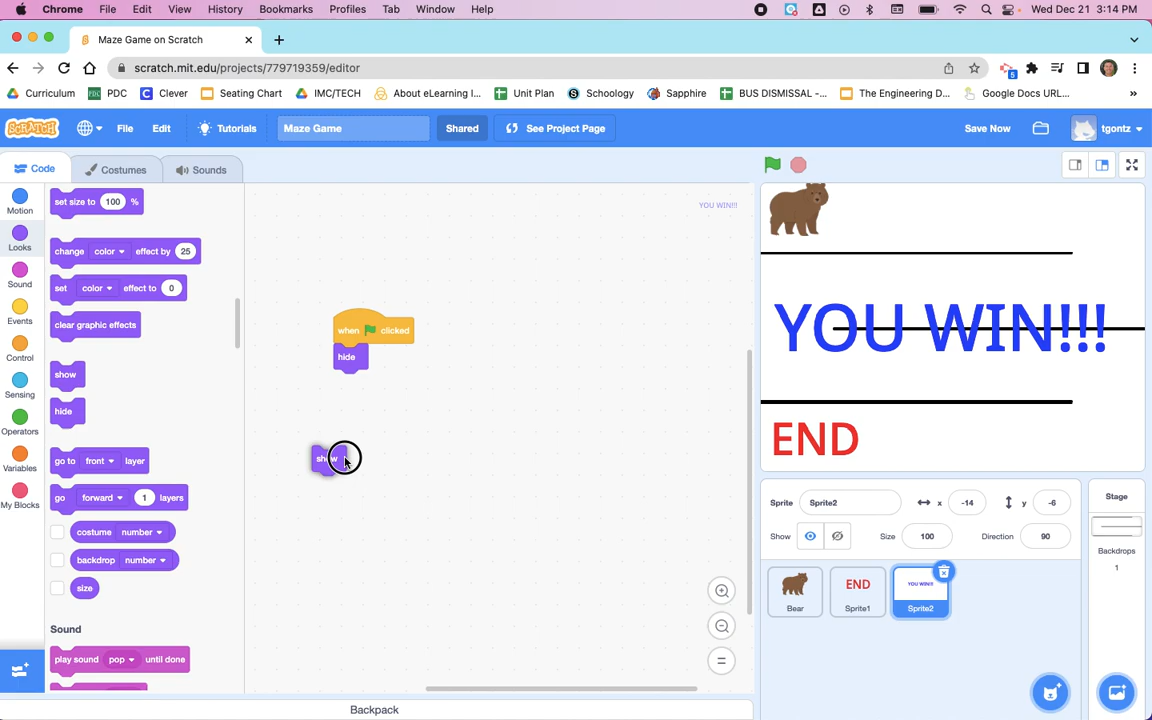 Chrome File Edit View History Bookmarks Profiles Tab Window Help Wed Dec 21 3:14 PM
Maze Game on Scratch
scratch.mit.edu/projects/779719359/editor
5
Curriculum PDC Clever Seating Chart IMC/TECH About eLearning I... Unit Plan Schoology Sapphire BUS DISMISSAL -... The Engineering D... Google Docs URL... »
SCRATCH File Edit Tutorials Maze Game Shared See Project Page Save Now tgontz
Code Costumes Sounds
Motion
Looks
Sound
Events
Control
Sensing
Operators
Variables
My Blocks
set size to 100 %
change color effect by 25
set color effect to 0
clear graphic effects
show
hide
go to front layer
go forward 1 layers
costume number
backdrop number
size
Sound
play sound pop until done
YOU WIN!!!
when clicked
hide
YOU WIN!!!
END
Sprite Sprite2 x -14 y -6
Show Size 100 Direction 90
Bear
END
Sprite1
YOU WIN!!!
Sprite2
Stage
Backdrops
1
Backpack